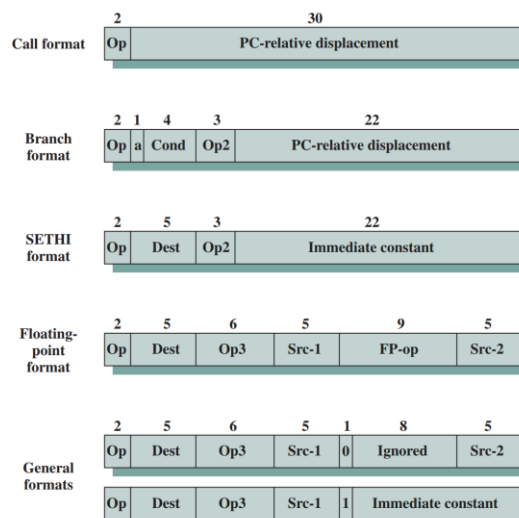 2 30
Call format Op PC-relative displacement
2 1 4 3 22
Branch
format
Op a Cond Op2 PC-relative displacement
2 5 3 22
SETHI
format
Op Dest Op2 Immediate constant
2 5 6 5 9 5
Floating-
point
format
Op Dest Op3 Src-1 FP-op Src-2
2 5 6 5 1 8 5
Op Dest Op3 Src-1 0 Ignored Src-2
General
formats
Op Dest Op3 Src-1 1 Immediate constant